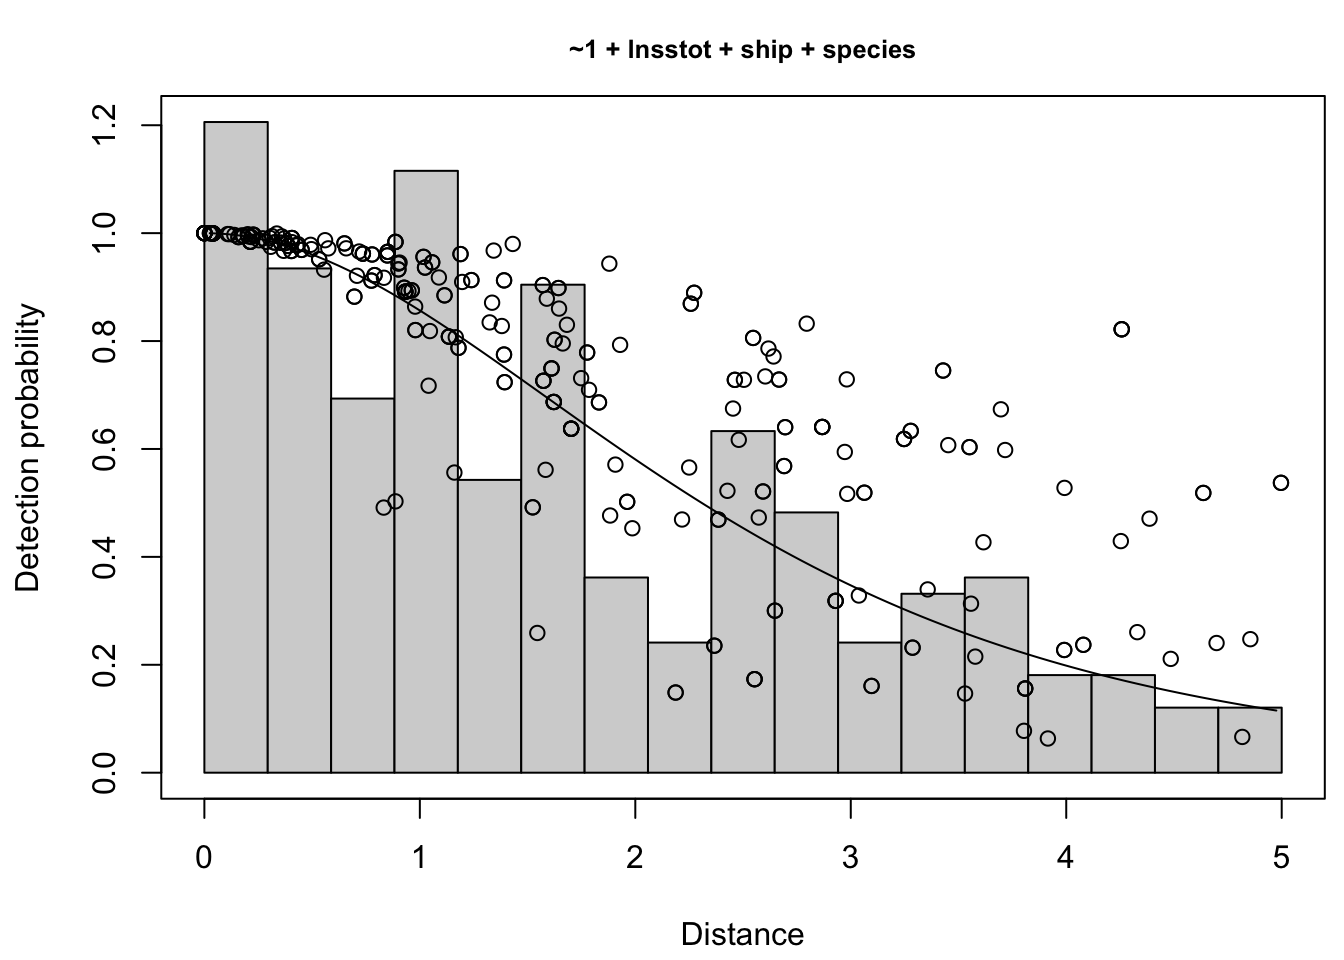 ~1 + lnsstot + ship + species
Detection probability
1.2
1.0
0.8
0.6
0.4
0.2
0.0
0 1 2 3 4 5
Distance